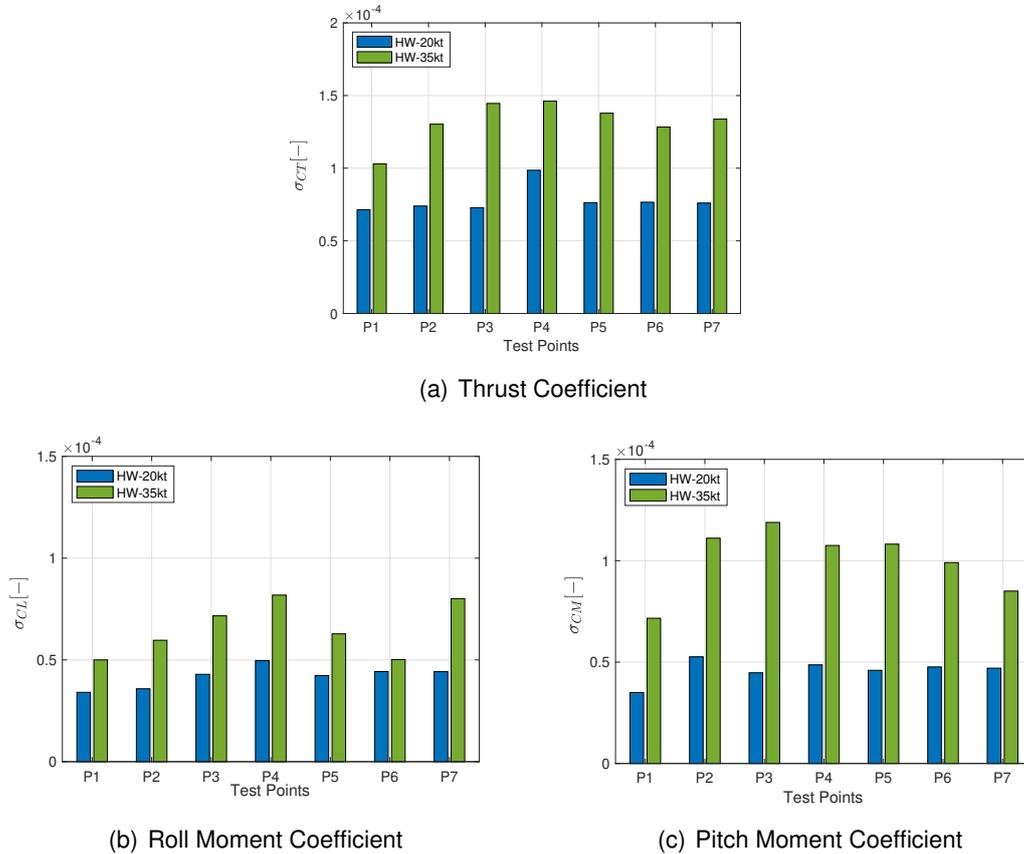 ×10⁻⁴
2
1.5
1
0.5
0
HW-20kt
HW-35kt
σ_CT[−]
P1 P2 P3 P4 P5 P6 P7
Test Points
(a) Thrust Coefficient
×10⁻⁴
1.5
1
0.5
0
HW-20kt
HW-35kt
σ_CL[−]
P1 P2 P3 P4 P5 P6 P7
Test Points
(b) Roll Moment Coefficient
×10⁻⁴
1.5
1
0.5
0
HW-20kt
HW-35kt
σ_CM[−]
P1 P2 P3 P4 P5 P6 P7
Test Points
(c) Pitch Moment Coefficient